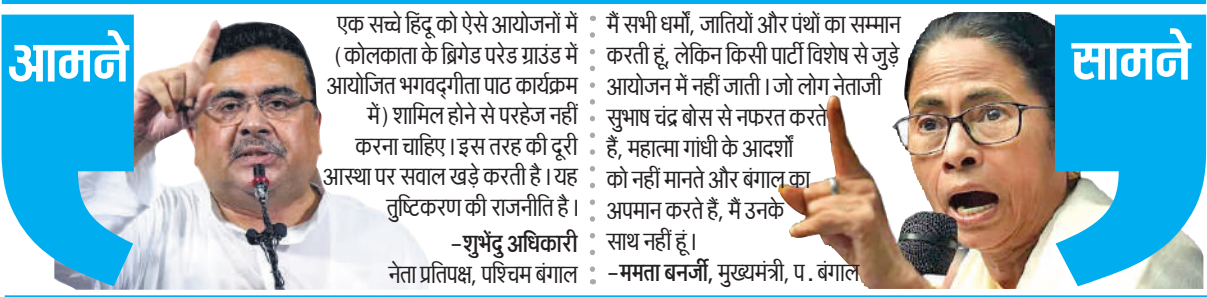 आमने
एक सच्चे हिंदू को ऐसे आयोजनों में
(कोलकाता के ब्रिगेड परेड ग्राउंड में
आयोजित भगवद्‌गीता पाठ कार्यक्रम
में) शामिल होने से परहेज नहीं
करना चाहिए। इस तरह की दूरी
आस्था पर सवाल खड़े करती है। यह
तुष्टिकरण की राजनीति है।
-शुभेंदु अधिकारी
नेता प्रतिपक्ष, पश्चिम बंगाल
मैं सभी धर्मों, जातियों और पंथों का सम्मान
करती हूं, लेकिन किसी पार्टी विशेष से जुड़े
आयोजन में नहीं जाती। जो लोग नेताजी
सुभाष चंद्र बोस से नफरत करते
हैं, महात्मा गांधी के आदर्शों
को नहीं मानते और बंगाल का
अपमान करते हैं, मैं उनके
साथ नहीं हूं।
-ममता बनर्जी, मुख्यमंत्री, प. बंगाल
सामने